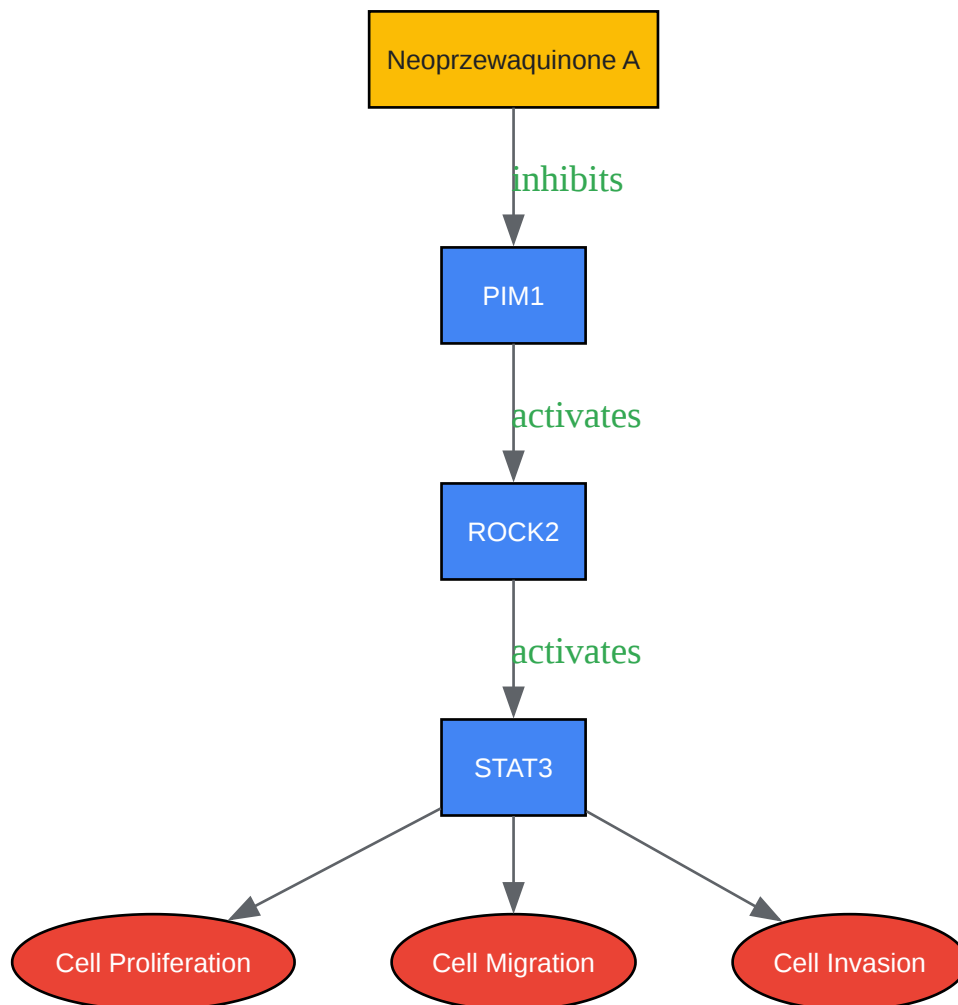 Neoprzewaquinone A
inhibits
PIM1
activates
ROCK2
activates
STAT3
Cell Proliferation
Cell Migration
Cell Invasion